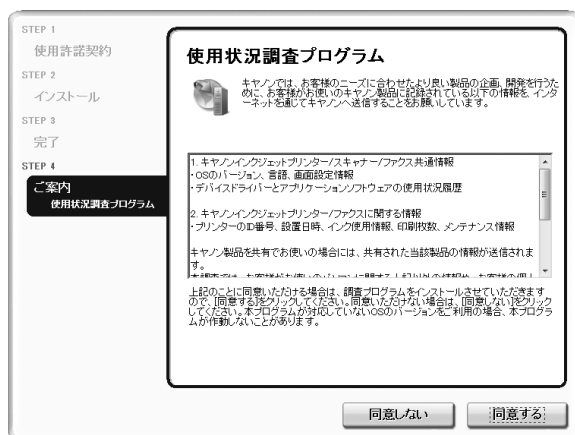 STEP 1
使用許諾契約
STEP 2
インストール
STEP 3
完了
STEP 4
ご案内
使用状況調査プログラム
使用状況調査プログラム
キヤノンでは、お客様のニーズに合わせたより良い製品の企画、開発を行うた
めに、お客様がお使いのキヤノン製品に記録されている以下の情報を、インタ
ーネットを通じてキヤノンへ送信することをお願いしています。
1. キヤノンインクジェットプリンター/スキャナー/ファクス共通情報
・OSのバージョン、言語、画面設定情報
・デバイスドライバーとアプリケーションソフトウェアの使用状況履歴
2. キヤノンインクジェットプリンター/ファクスに関する情報
・プリンターのID番号、設置日時、インク使用情報、印刷枚数、メンテナンス情報
キヤノン製品を共有でお使いの場合には、共有された当該製品の情報が送信されま
す。
上記のことに同意いただける場合は、調査プログラムをインストールさせていただきます
ので、[同意する]をクリックしてください。同意いただけない場合は、[同意しない]をクリック
してください。本プログラムが対応していないOSのバージョンをご利用の場合、本プログラ
ムが作動しないことがあります。
同意しない
同意する